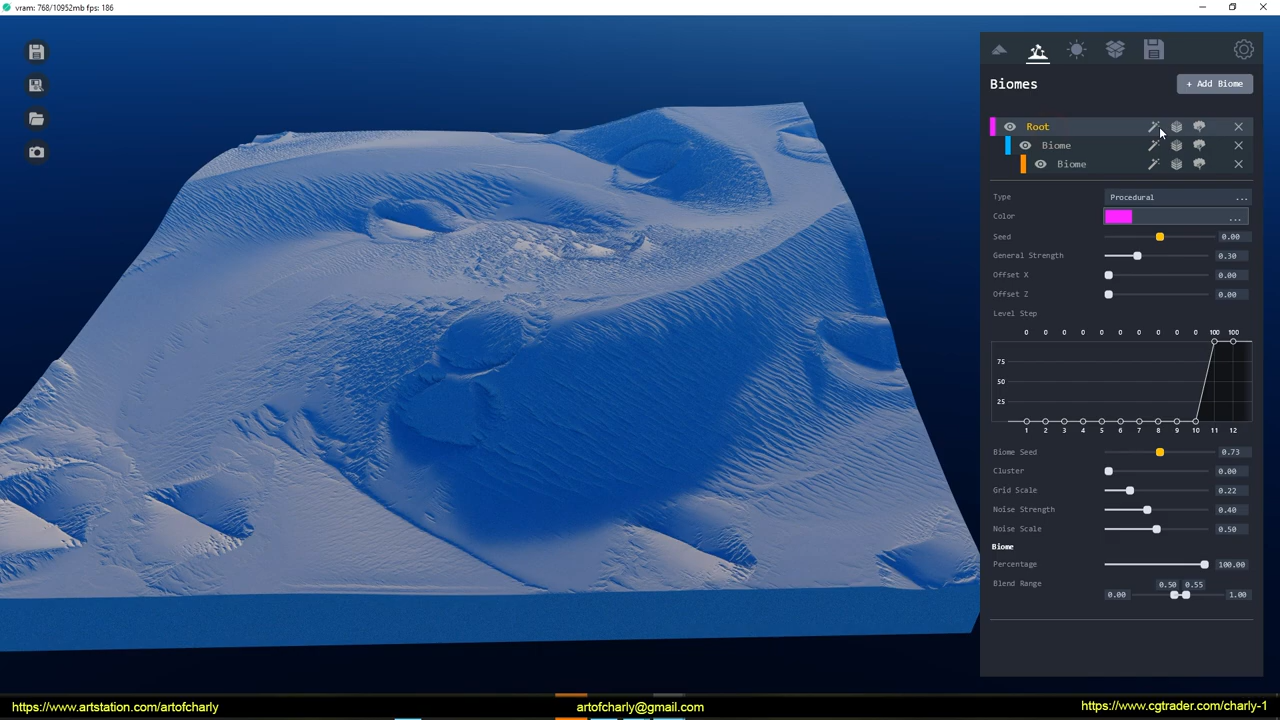 vram: 768/10952mb fps: 186
Biomes
+ Add Biome
Root
Biome
Biome
Type Procedural ...
Color ...
Seed 0.00
General Strength 0.30
Offset X 0.00
Offset Z 0.00
Level Step
0 0 0 0 0 0 0 0 0 0 100 100
75
50
25
1 2 3 4 5 6 7 8 9 10 11 12
Biome Seed 0.73
Cluster 0.00
Grid Scale 0.22
Noise Strength 0.40
Noise Scale 0.50
Biome
Percentage 100.00
Blend Range 0.50 0.55
0.00 1.00
https://www.artstation.com/artofcharly artofcharly@gmail.com https://www.cgtrader.com/charly-1